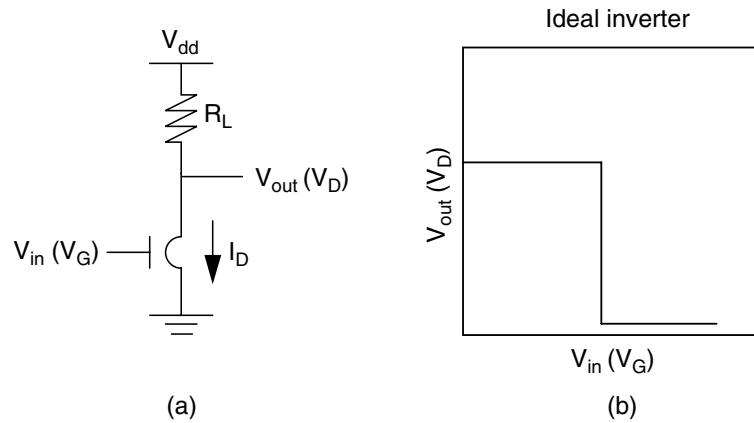 V_dd
R_L
V_out (V_D)
V_in (V_G)
I_D
(a)
Ideal inverter
V_out (V_D)
V_in (V_G)
(b)